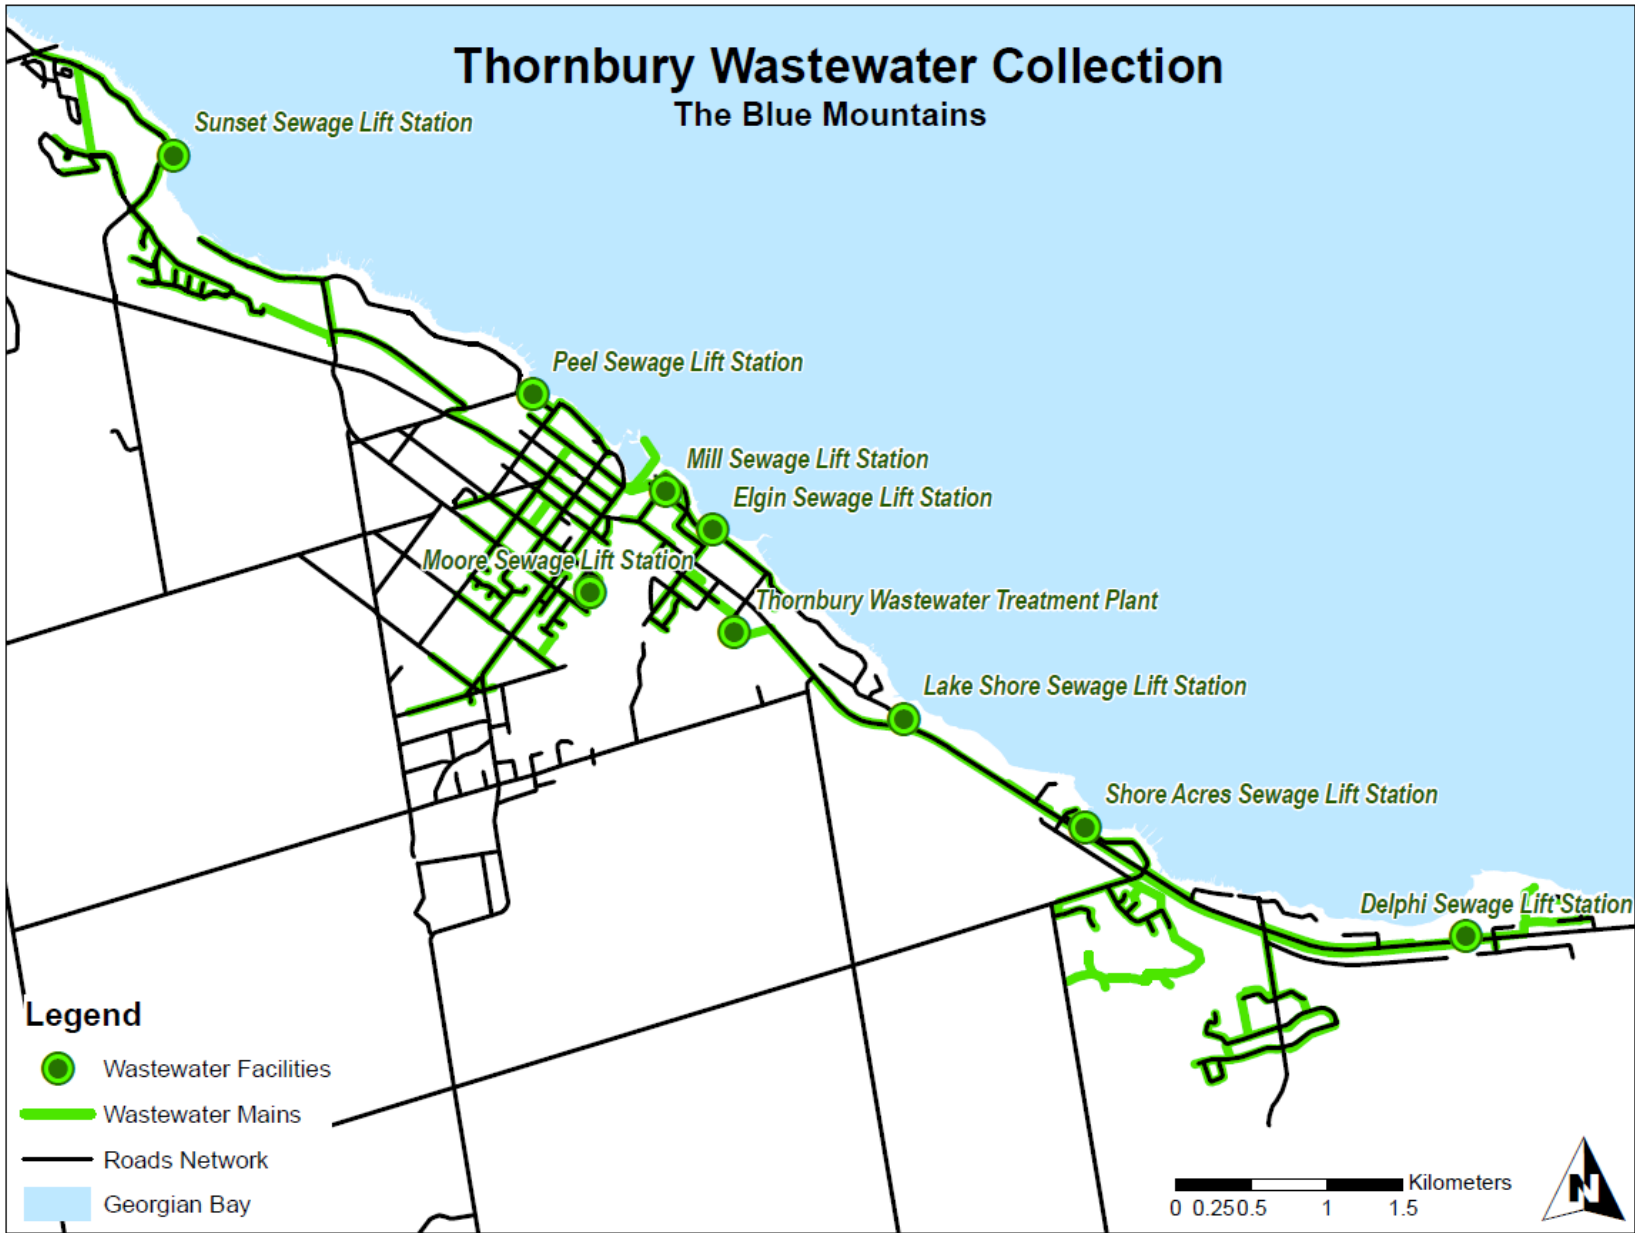 Thornbury Wastewater Collection
The Blue Mountains
Sunset Sewage Lift Station
Peel Sewage Lift Station
Mill Sewage Lift Station
Elgin Sewage Lift Station
Moore Sewage Lift Station
Thornbury Wastewater Treatment Plant
Lake Shore Sewage Lift Station
Shore Acres Sewage Lift Station
Delphi Sewage Lift Station
Legend
Wastewater Facilities
Wastewater Mains
Roads Network
Georgian Bay
Kilometers
0 0.25 0.5 1 1.5
N